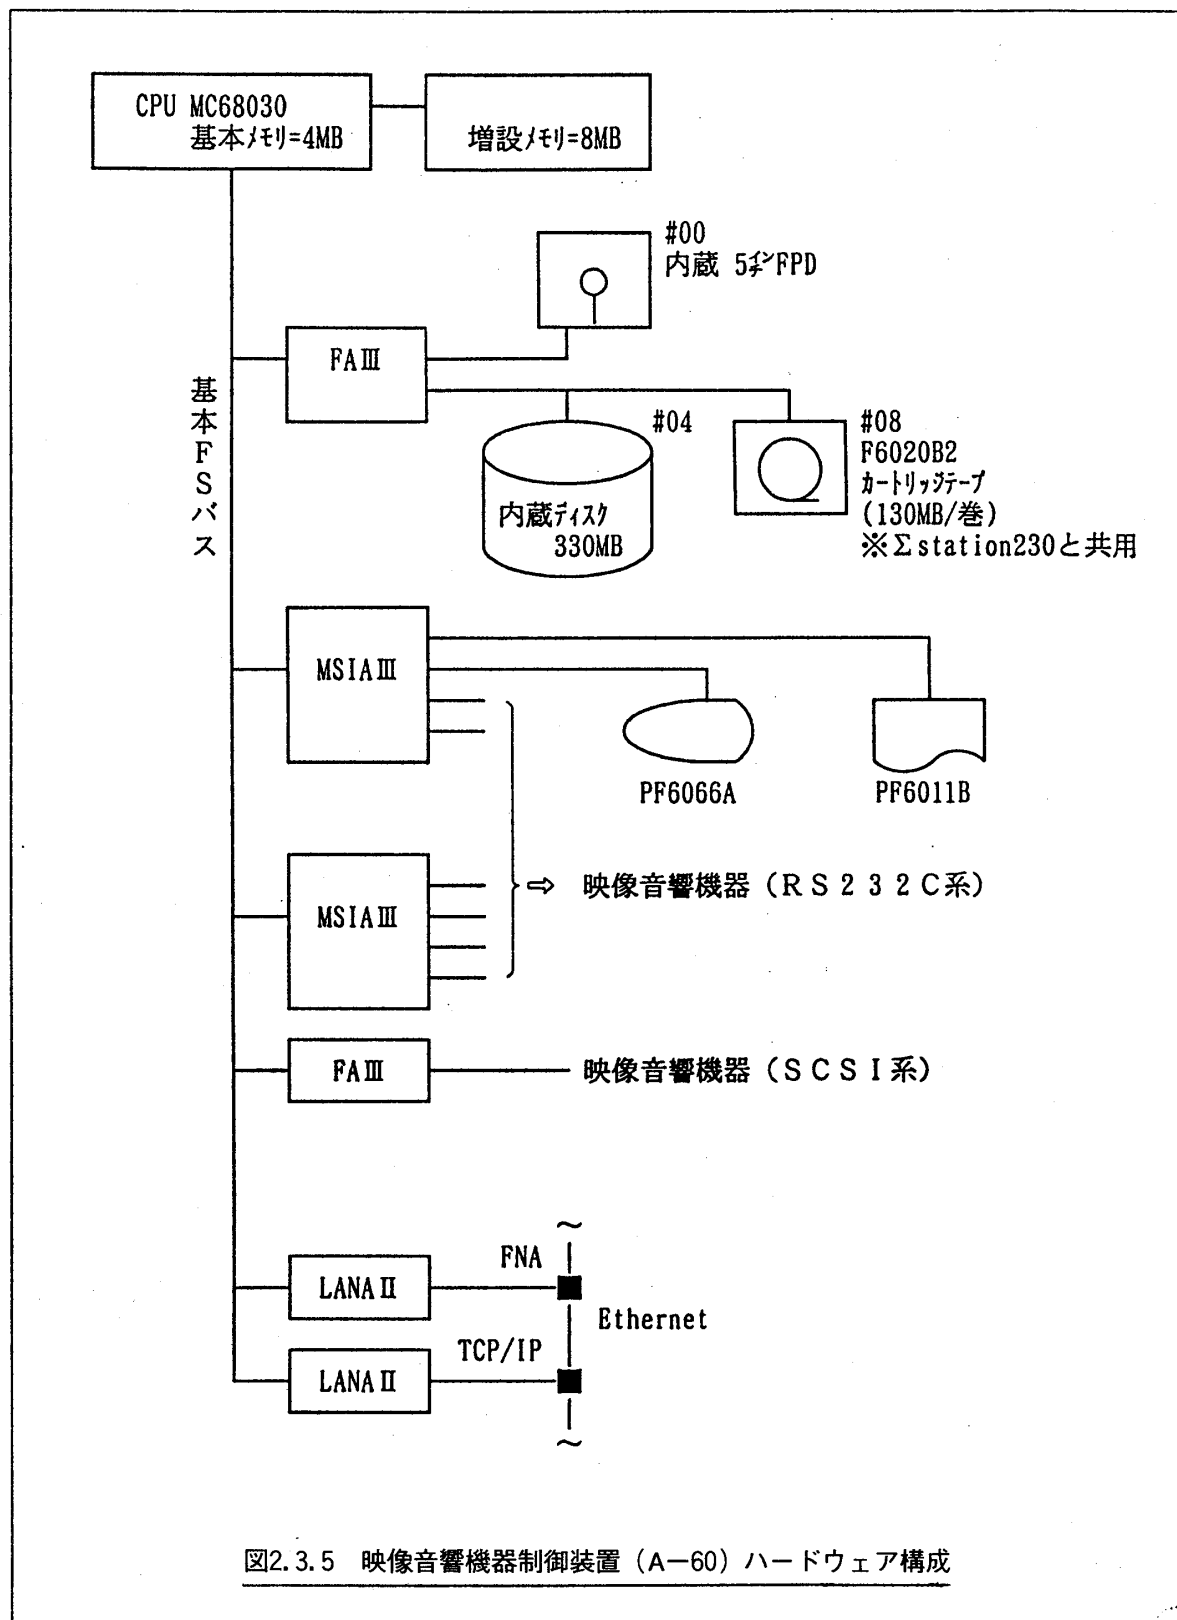 CPU MC68030
基本ﾒﾓﾘ=4MB
増設ﾒﾓﾘ=8MB
#00
内蔵 5ｲﾝﾁFPD
FAⅢ
基本FSバス
#04
内蔵ディスク
330MB
#08
F6020B2
カートリッジテープ
(130MB/巻)
※Σstation230と共用
MSIAⅢ
PF6066A
PF6011B
MSIAⅢ
⇨ 映像音響機器（ＲＳ２３２Ｃ系）
FAⅢ
映像音響機器（ＳＣＳＩ系）
FNA
LANAⅡ
Ethernet
TCP/IP
LANAⅡ
図2.3.5 映像音響機器制御装置（A－60）ハードウェア構成